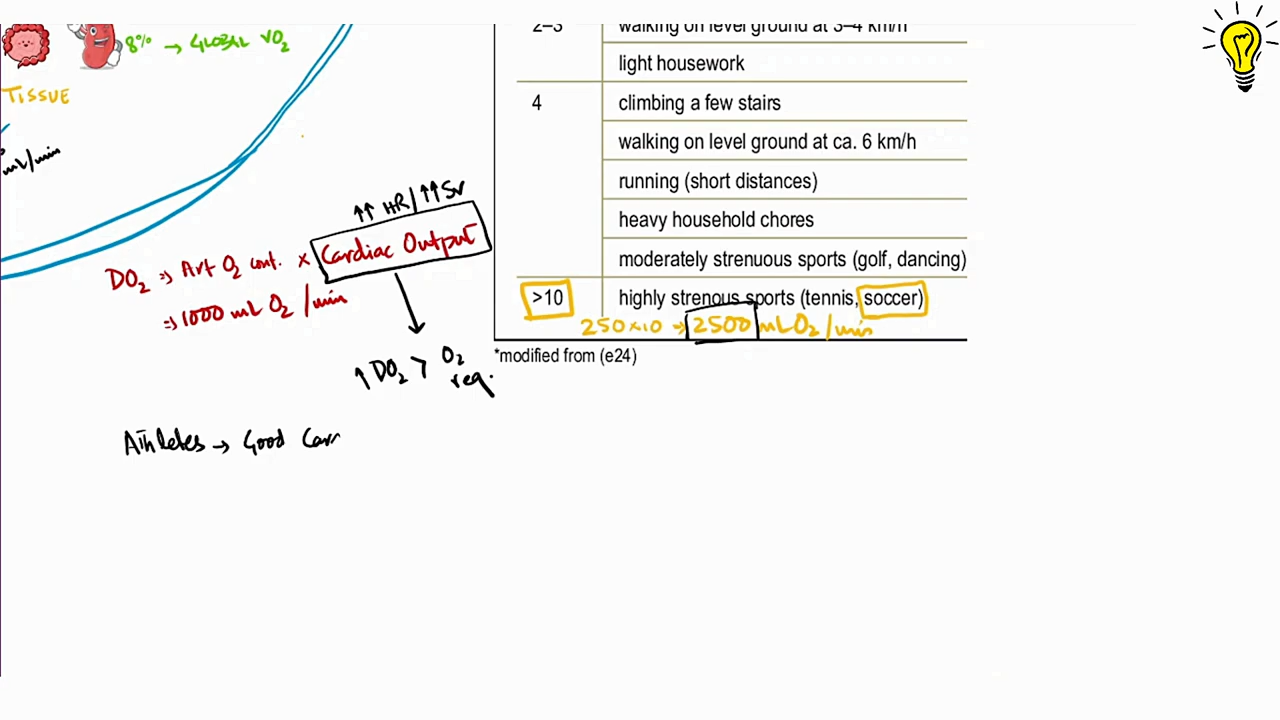 8% → GLOBAL VO2
TISSUE
mL/min
↑↑ HR/↑↑SV
DO2 ⇒ Art O2 cont. × Cardiac Output
⇒ 1000 mL O2 /min
↑DO2 > O2 req.
Athletes → Good Carr
2–3 walking on level ground at 3–4 km/h
light housework
4 climbing a few stairs
walking on level ground at ca. 6 km/h
running (short distances)
heavy household chores
moderately strenuous sports (golf, dancing)
>10 highly strenous sports (tennis, soccer)
250×10 → 2500 mL O2/min
*modified from (e24)